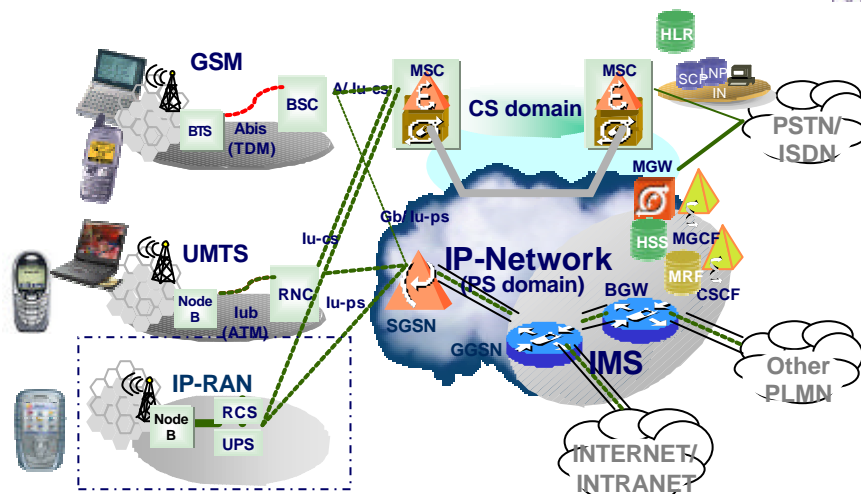 GSM
BTS
Abis
(TDM)
BSC
A/ Iu-cs
MSC
CS domain
MSC
HLR
SCP
LNP
IN
PSTN/
ISDN
MGW
HSS
MGCF
MRF
CSCF
UMTS
Node
B
Iub
(ATM)
RNC
Iu-cs
Iu-ps
Gb/ Iu-ps
SGSN
IP-Network
(PS domain)
GGSN
BGW
IMS
Other
PLMN
INTERNET/
INTRANET
IP-RAN
Node
B
RCS
UPS